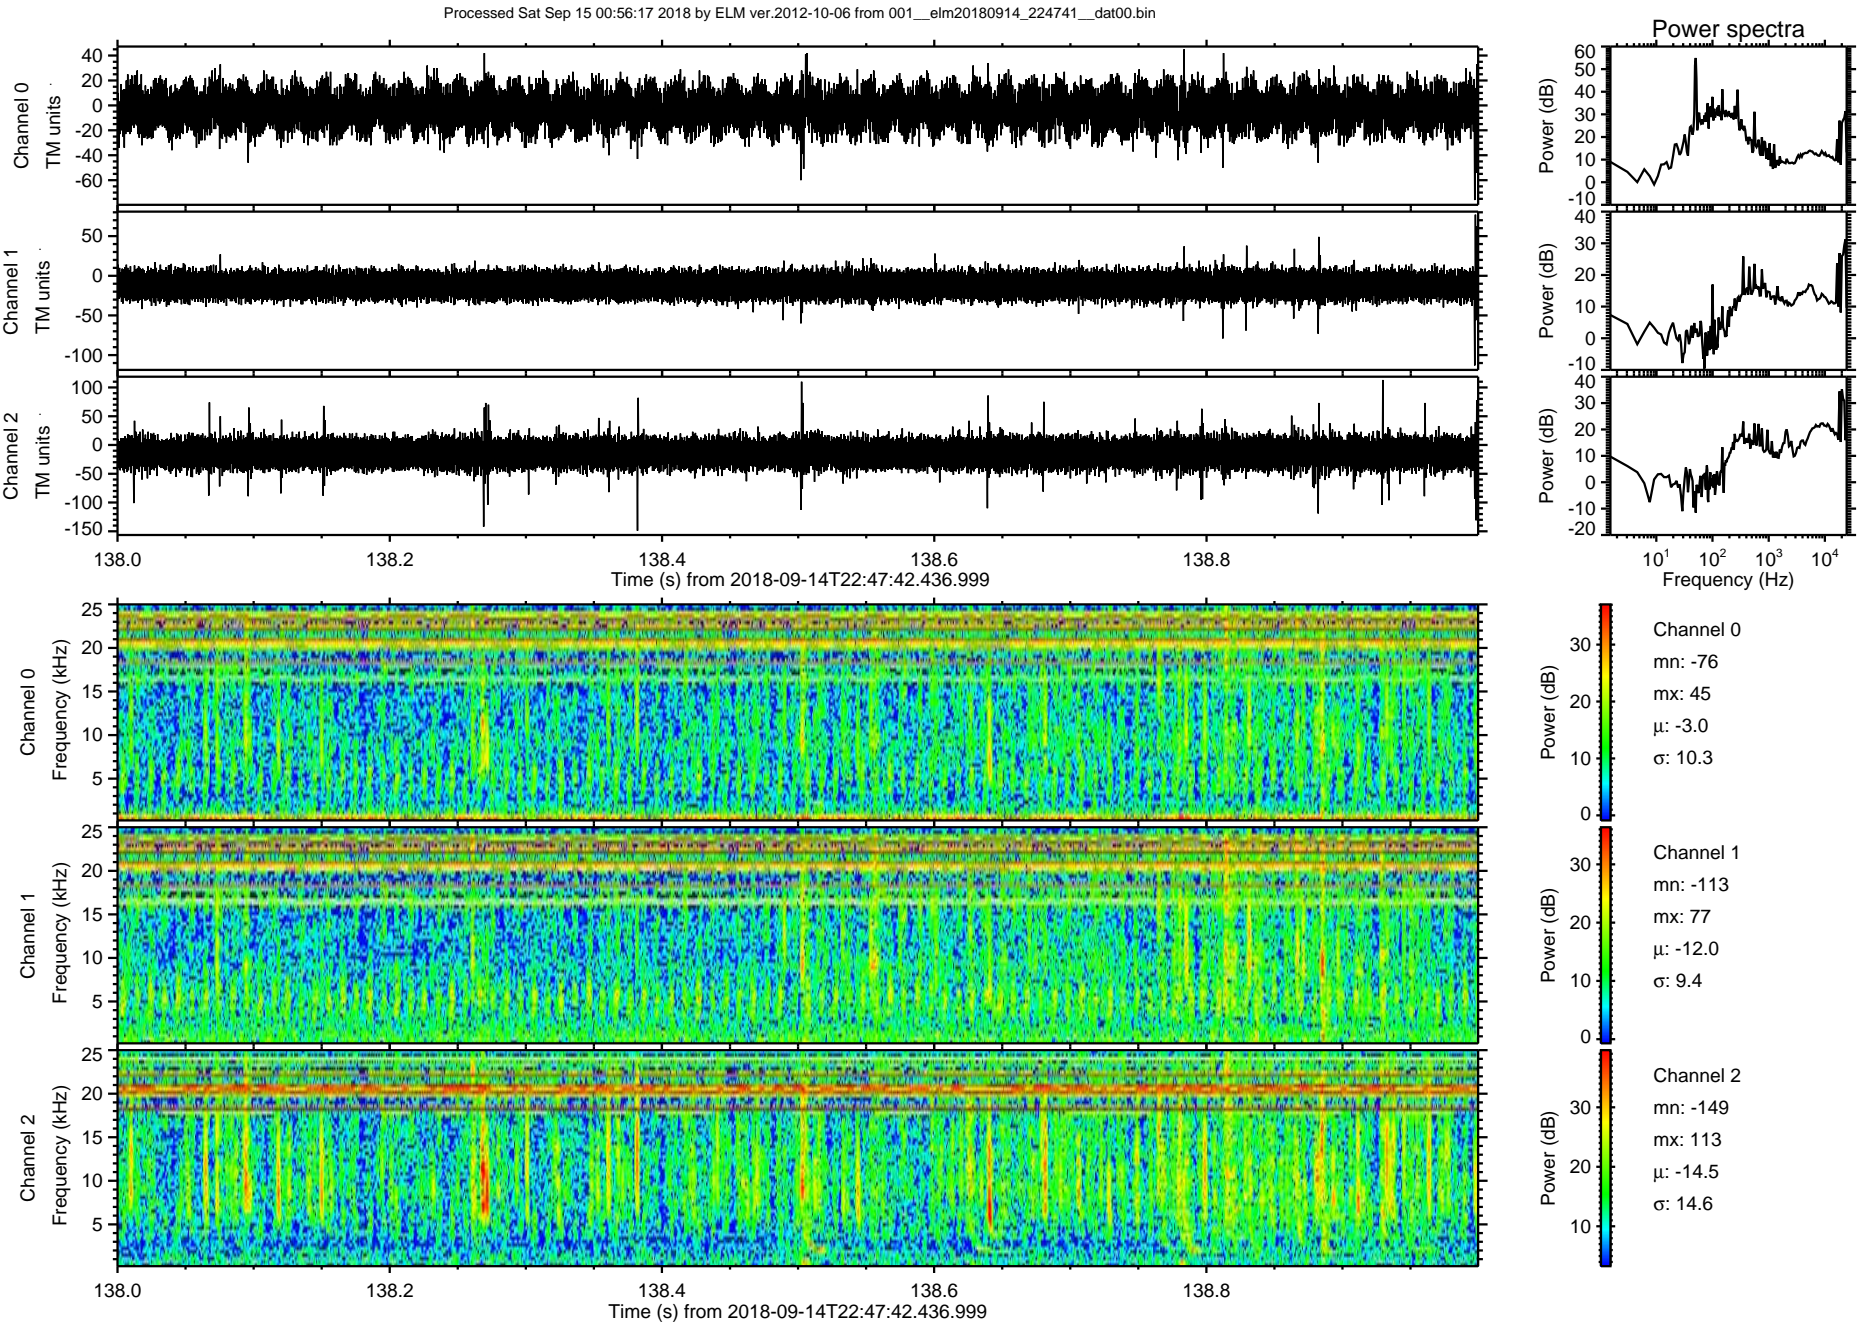 Processed Sat Sep 15 00:56:17 2018 by ELM ver.2012-10-06 from 001__elm20180914_224741__dat00.bin
Power spectra
Channel 0
TM units
40
20
0
-20
-40
-60
Power (dB)
60
50
40
30
20
10
0
-10
Channel 1
TM units
50
0
-50
-100
Power (dB)
40
30
20
10
0
-10
Channel 2
TM units
100
50
0
-50
-100
-150
Power (dB)
40
30
20
10
0
-10
-20
138.0 138.2 138.4 138.6 138.8
Time (s) from 2018-09-14T22:47:42.436.999
10¹ 10² 10³ 10⁴
Frequency (Hz)
Channel 0
Frequency (kHz)
25
20
15
10
5
Power (dB)
30
20
10
0
Channel 0
mn: -76
mx: 45
μ: -3.0
σ: 10.3
Channel 1
Frequency (kHz)
25
20
15
10
5
Power (dB)
30
20
10
0
Channel 1
mn: -113
mx: 77
μ: -12.0
σ: 9.4
Channel 2
Frequency (kHz)
25
20
15
10
5
Power (dB)
30
20
10
Channel 2
mn: -149
mx: 113
μ: -14.5
σ: 14.6
138.0 138.2 138.4 138.6 138.8
Time (s) from 2018-09-14T22:47:42.436.999